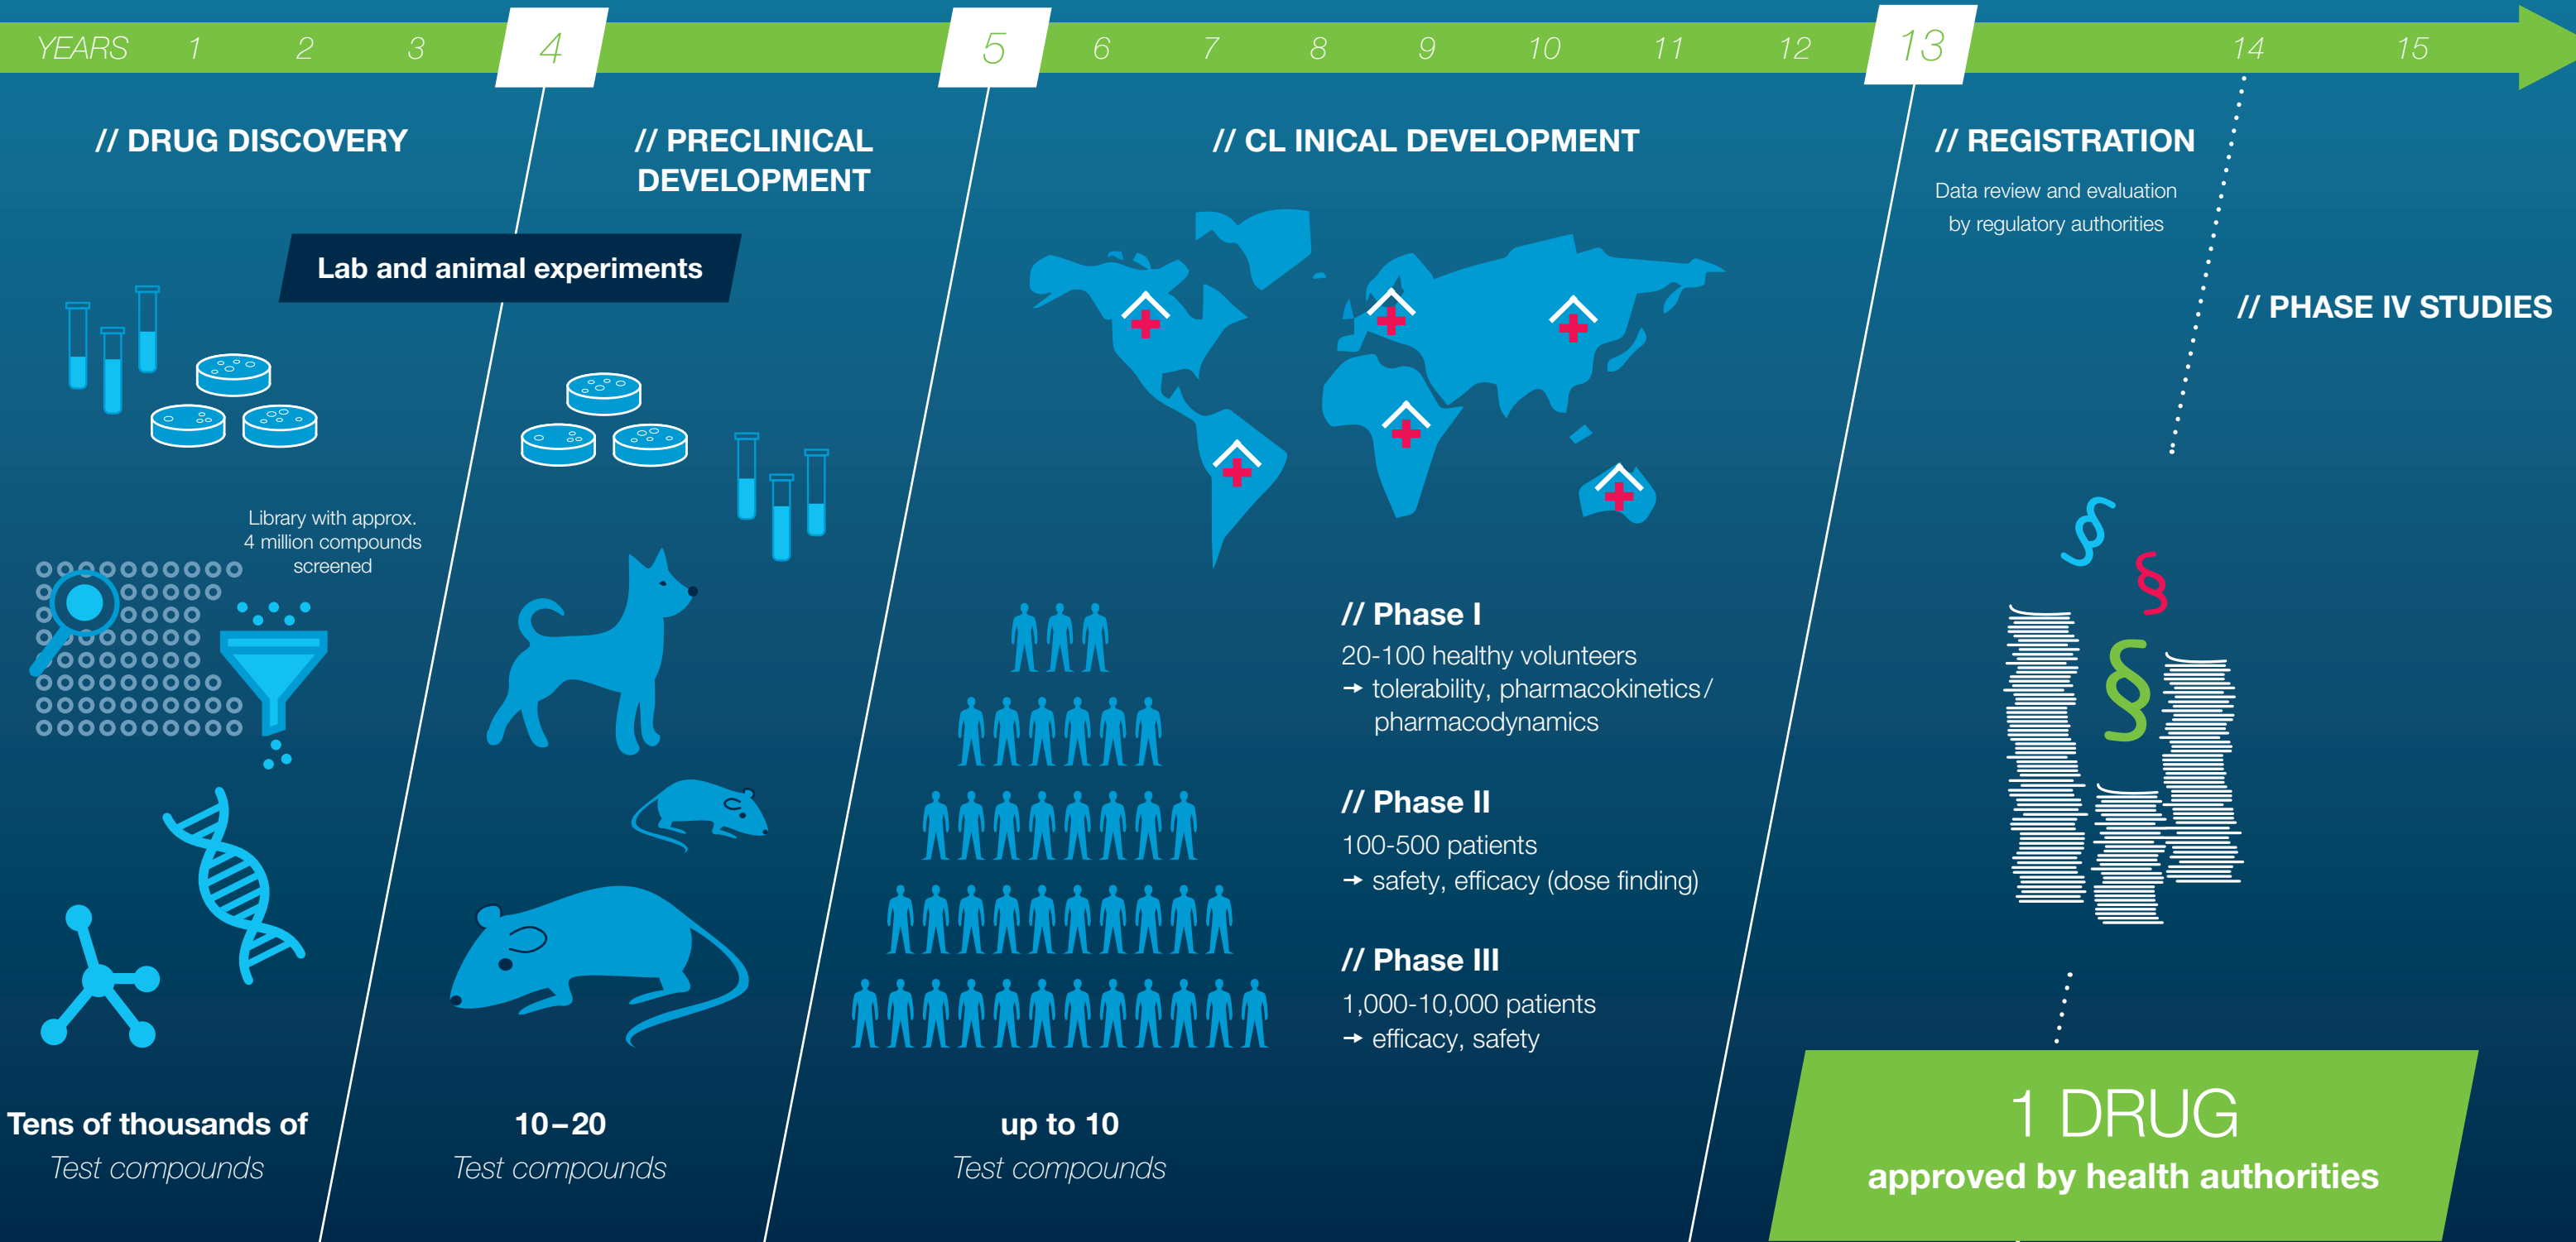 YEARS 1 2 3 4 5 6 7 8 9 10 11 12 13 14 15
// DRUG DISCOVERY
// PRECLINICAL
DEVELOPMENT
Lab and animal experiments
Library with approx.
4 million compounds
screened
Tens of thousands of
Test compounds
10–20
Test compounds
// CL INICAL DEVELOPMENT
// Phase I
20-100 healthy volunteers
→ tolerability, pharmacokinetics/
pharmacodynamics
// Phase II
100-500 patients
→ safety, efficacy (dose finding)
// Phase III
1,000-10,000 patients
→ efficacy, safety
up to 10
Test compounds
// REGISTRATION
Data review and evaluation
by regulatory authorities
// PHASE IV STUDIES
§
§
§
1 DRUG
approved by health authorities